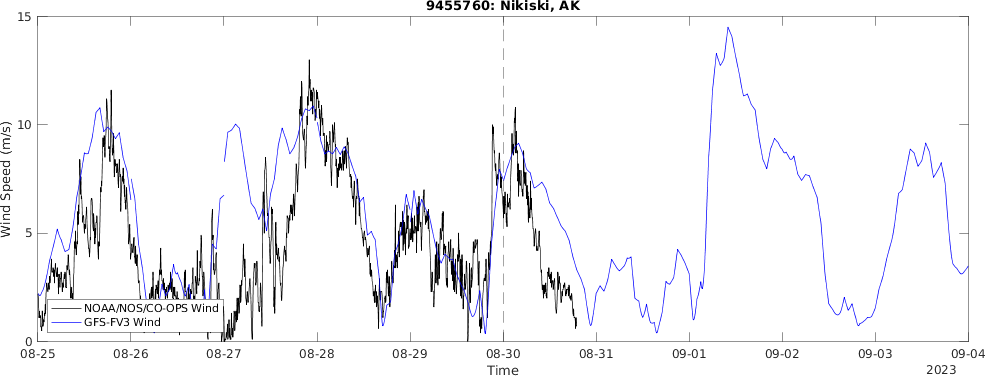 9455760: Nikiski, AK
Wind Speed (m/s)
15
10
5
0
NOAA/NOS/CO-OPS Wind
GFS-FV3 Wind
08-25 08-26 08-27 08-28 08-29 08-30 08-31 09-01 09-02 09-03 09-04
Time
2023